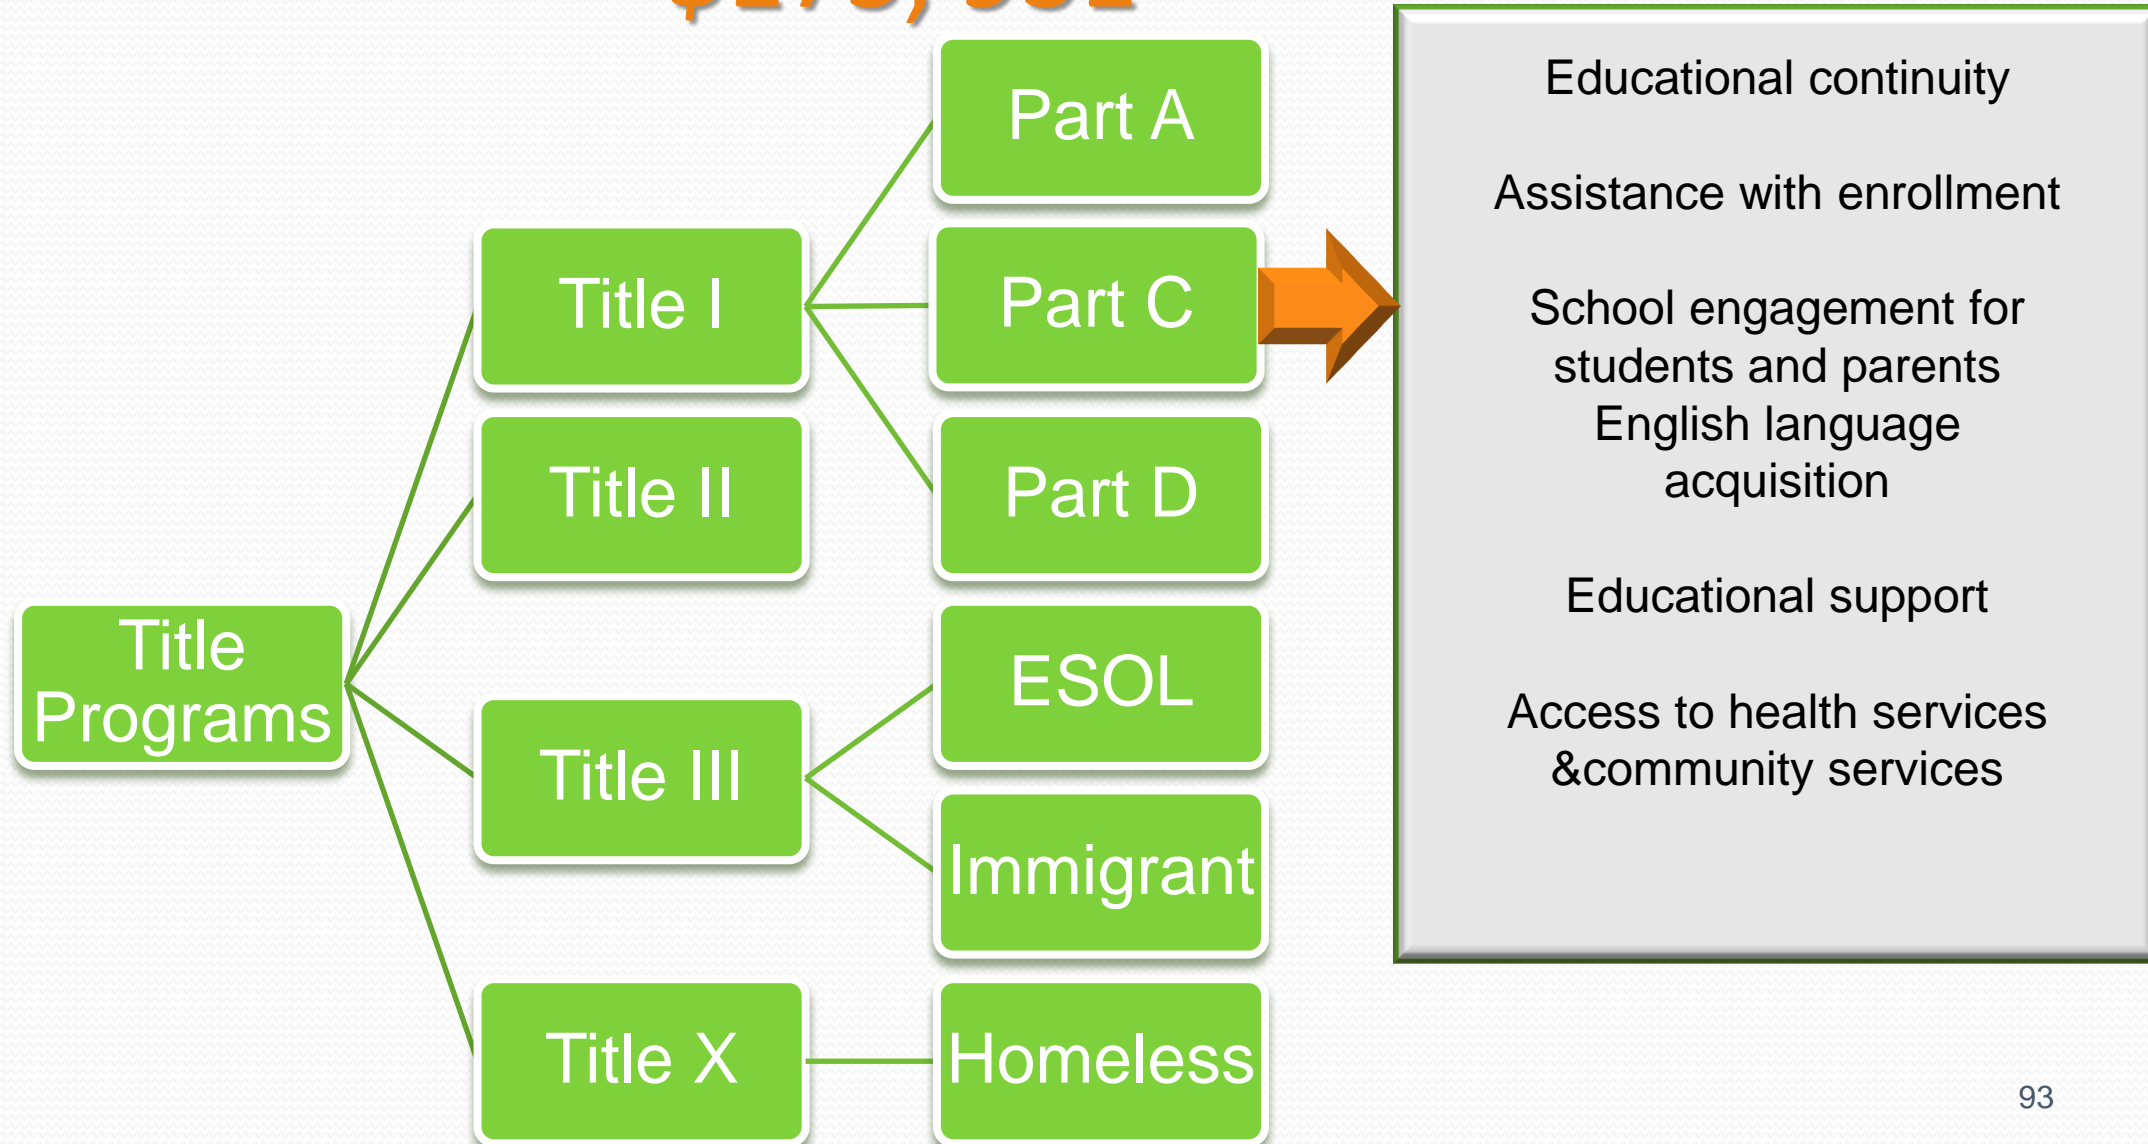 Part A
Title I
Part C
Title II
Part D
Title
Programs
ESOL
Title III
Immigrant
Title X
Homeless
Educational continuity
Assistance with enrollment
School engagement for
students and parents
English language
acquisition
Educational support
Access to health services
&community services
93